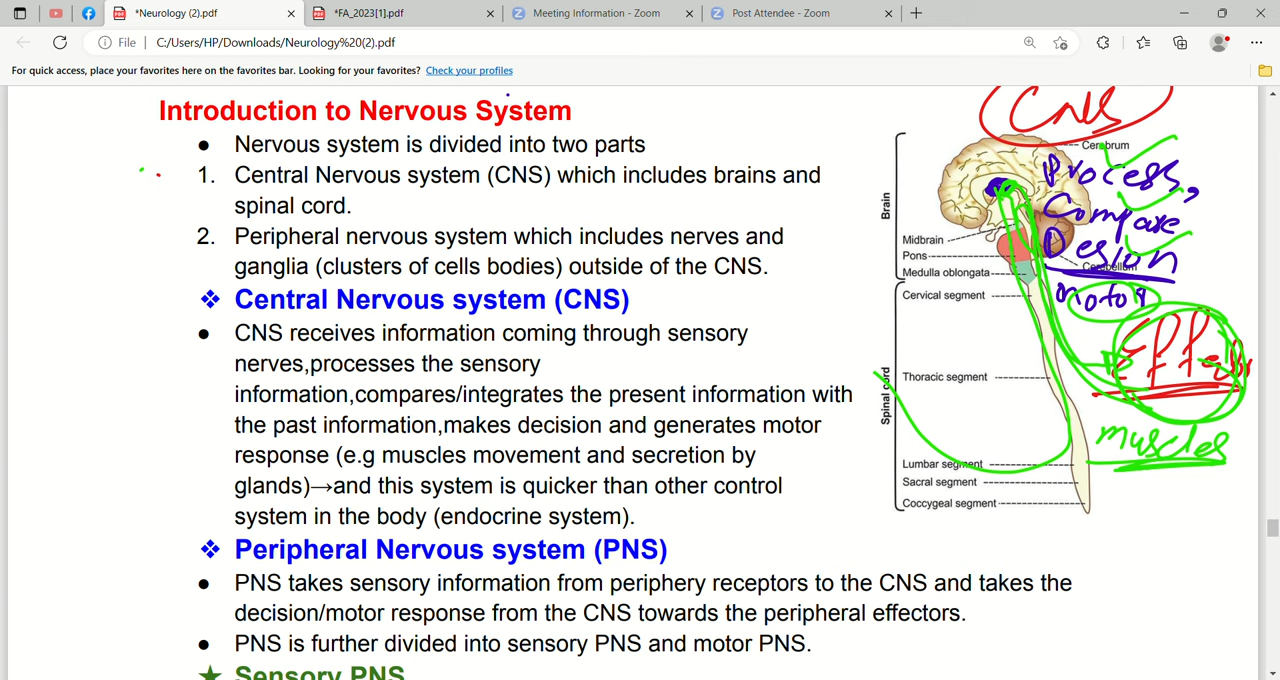 *Neurology (2).pdf
*FA_2023[1].pdf
Meeting Information - Zoom
Post Attendee - Zoom
File
C:/Users/HP/Downloads/Neurology%20(2).pdf
For quick access, place your favorites here on the favorites bar. Looking for your favorites? Check your profiles
Introduction to Nervous System
● Nervous system is divided into two parts
1. Central Nervous system (CNS) which includes brains and
spinal cord.
2. Peripheral nervous system which includes nerves and
ganglia (clusters of cells bodies) outside of the CNS.
❖ Central Nervous system (CNS)
● CNS receives information coming through sensory
nerves,processes the sensory
information,compares/integrates the present information with
the past information,makes decision and generates motor
response (e.g muscles movement and secretion by
glands)→and this system is quicker than other control
system in the body (endocrine system).
❖ Peripheral Nervous system (PNS)
● PNS takes sensory information from periphery receptors to the CNS and takes the
decision/motor response from the CNS towards the peripheral effectors.
● PNS is further divided into sensory PNS and motor PNS.
★ Sensory PNS
CNS
Cerebrum
Process,
Compare
Brain
Midbrain
Pons
Cerebellum
Medulla oblongata
motor
Cervical segment
Thoracic segment
Spinal cord
muscles
Lumbar segment
Sacral segment
Coccygeal segment